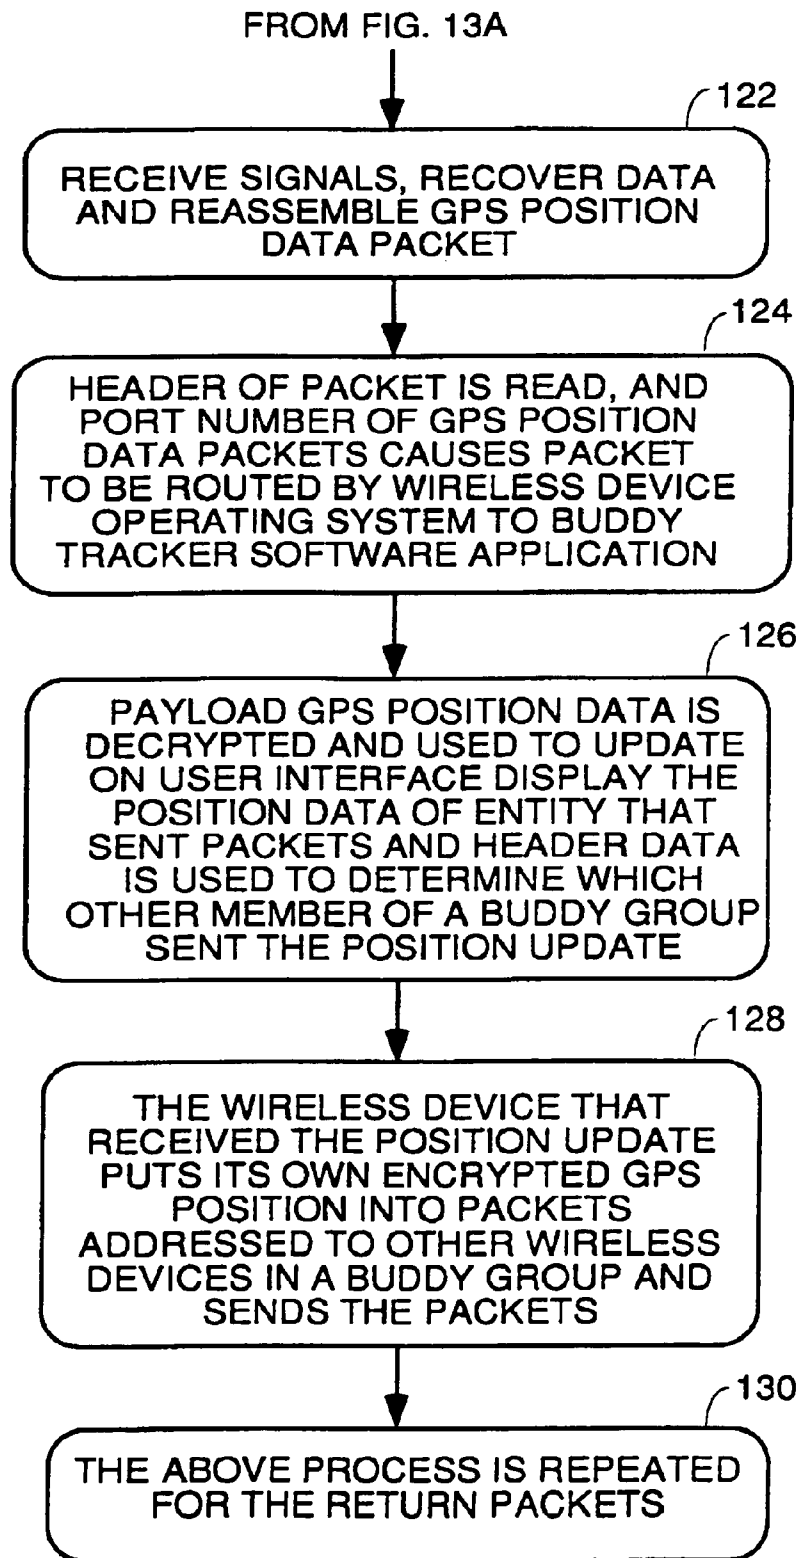 FROM FIG. 13A
122
RECEIVE SIGNALS, RECOVER DATA
AND REASSEMBLE GPS POSITION
DATA PACKET
124
HEADER OF PACKET IS READ, AND
PORT NUMBER OF GPS POSITION
DATA PACKETS CAUSES PACKET
TO BE ROUTED BY WIRELESS DEVICE
OPERATING SYSTEM TO BUDDY
TRACKER SOFTWARE APPLICATION
126
PAYLOAD GPS POSITION DATA IS
DECRYPTED AND USED TO UPDATE
ON USER INTERFACE DISPLAY THE
POSITION DATA OF ENTITY THAT
SENT PACKETS AND HEADER DATA
IS USED TO DETERMINE WHICH
OTHER MEMBER OF A BUDDY GROUP
SENT THE POSITION UPDATE
128
THE WIRELESS DEVICE THAT
RECEIVED THE POSITION UPDATE
PUTS ITS OWN ENCRYPTED GPS
POSITION INTO PACKETS
ADDRESSED TO OTHER WIRELESS
DEVICES IN A BUDDY GROUP AND
SENDS THE PACKETS
130
THE ABOVE PROCESS IS REPEATED
FOR THE RETURN PACKETS